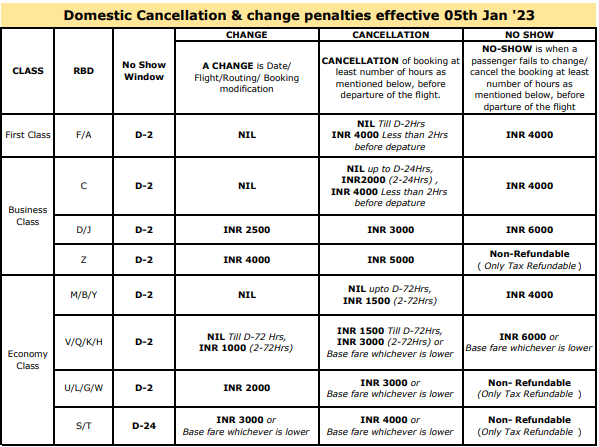 Domestic Cancellation & change penalties effective 05th Jan '23
CLASS
RBD
No Show
Window
CHANGE
A CHANGE is Date/
Flight/Routing/ Booking
modification
CANCELLATION
CANCELLATION of booking at
least number of hours as
mentioned below, before
departure of the flight.
NO SHOW
NO-SHOW is when a
passenger fails to change/
cancel the booking at least
number of hours as
mentioned below, before
dparture of the flight
First Class
F/A
D-2
NIL
NIL Till D-2Hrs
INR 4000 Less than 2Hrs
before depature
INR 4000
Business
Class
C
D-2
NIL
NIL up to D-24Hrs,
INR2000 (2-24Hrs) ,
INR 4000 Less than 2Hrs
before depature
INR 4000
D/J
D-2
INR 2500
INR 3000
INR 6000
Z
D-2
INR 4000
INR 5000
Non-Refundable
( Only Tax Refundable )
Economy
Class
M/B/Y
D-2
NIL
NIL upto D-72Hrs,
INR 1500 (2-72Hrs)
INR 4000
V/Q/K/H
D-2
NIL Till D-72 Hrs,
INR 1000 (2-72Hrs)
INR 1500 Till D-72Hrs,
INR 3000 (2-72Hrs) or
Base fare whichever is lower
INR 6000 or
Base fare whichever is lower
U/L/G/W
D-2
INR 2000
INR 3000 or
Base fare whichever is lower
Non- Refundable
(Only Tax Refundable )
S/T
D-24
INR 3000 or
Base fare whichever is lower
INR 4000 or
Base fare whichever is lower
Non- Refundable
(Only Tax Refundable )